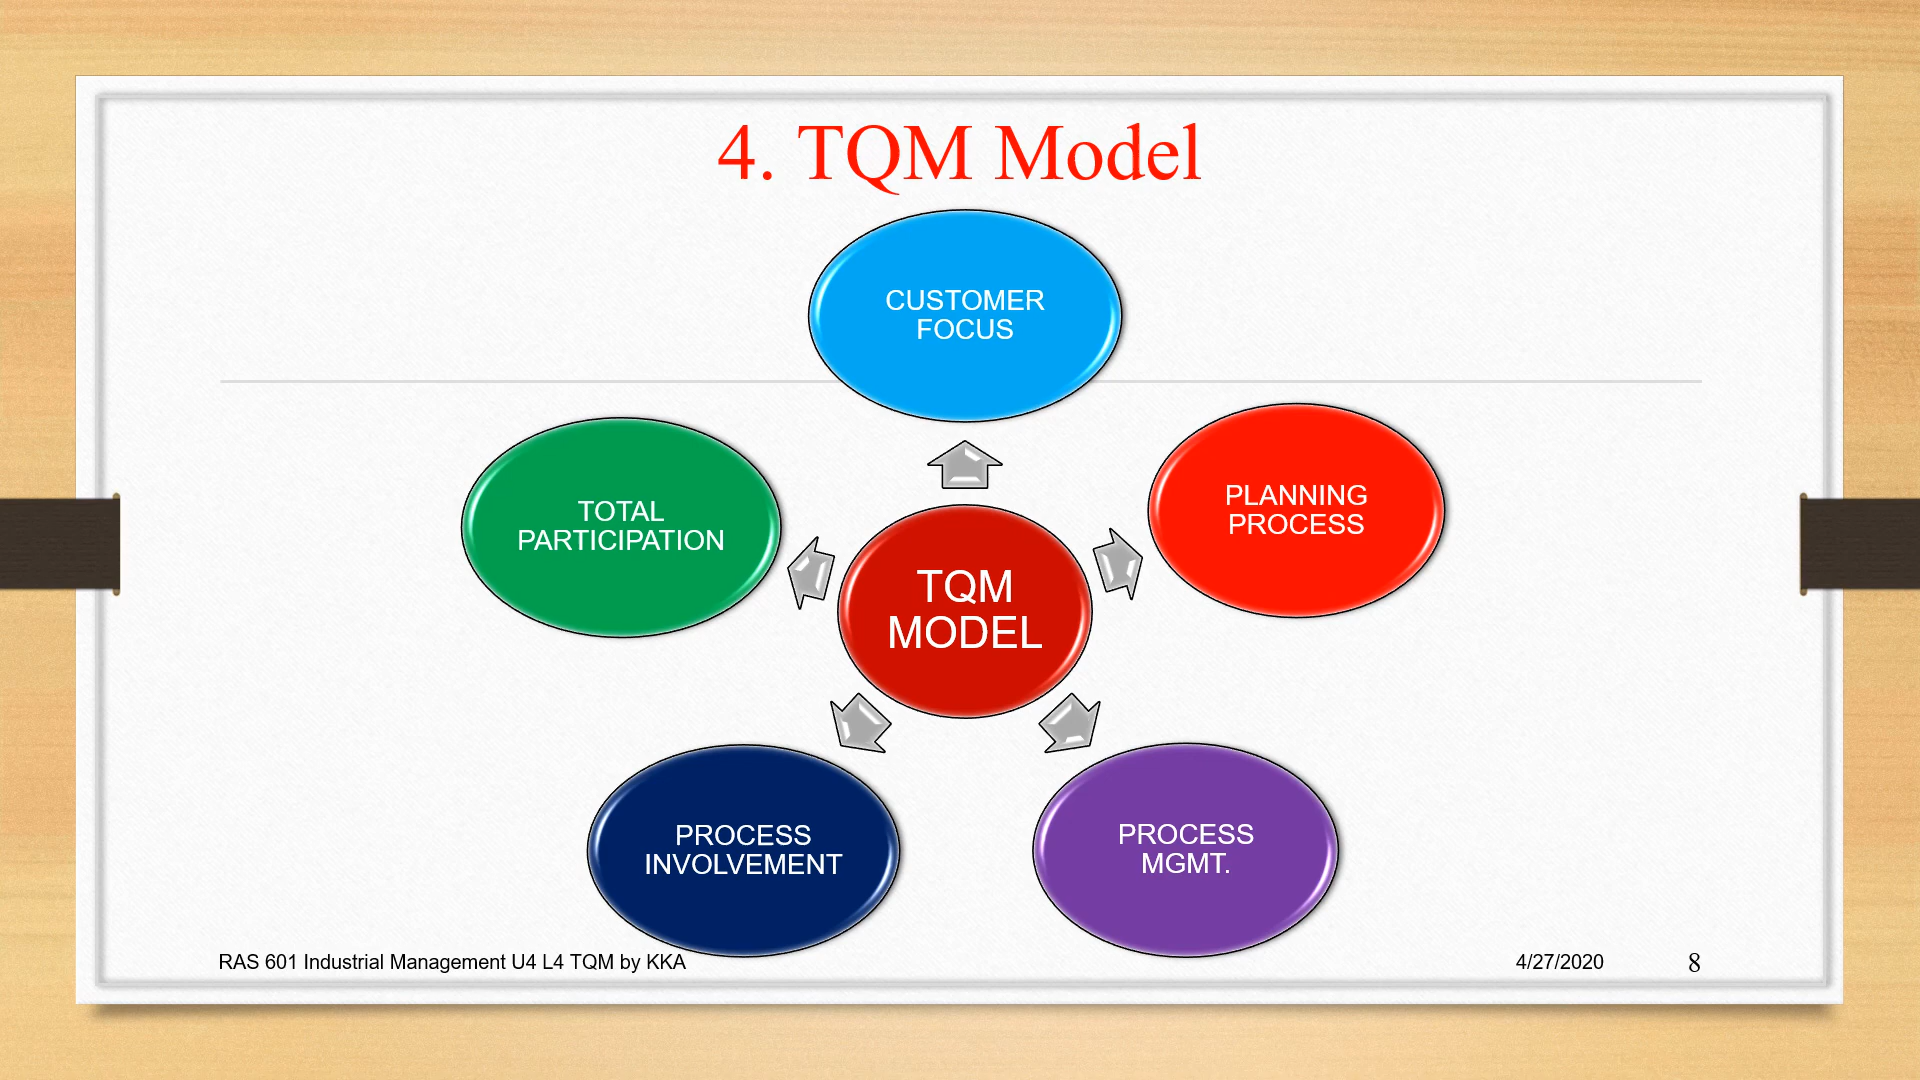 4. TQM Model
CUSTOMER
FOCUS
PLANNING
PROCESS
TOTAL
PARTICIPATION
TQM
MODEL
PROCESS
INVOLVEMENT
PROCESS
MGMT.
RAS 601 Industrial Management U4 L4 TQM by KKA
4/27/2020
8